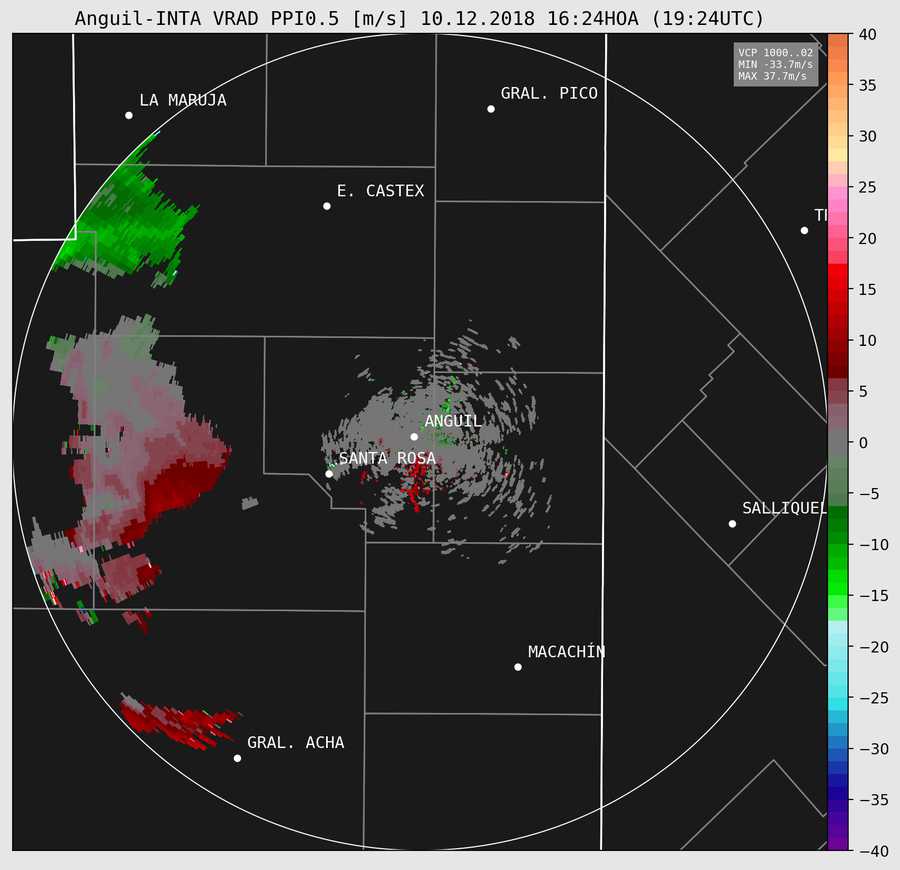 Anguil-INTA VRAD PPI0.5 [m/s] 10.12.2018 16:24HOA (19:24UTC)
VCP 1000..02
MIN -33.7m/s
MAX 37.7m/s
LA MARUJA
GRAL. PICO
E. CASTEX
TR
ANGUIL
SANTA ROSA
SALLIQUEL
MACACHÍN
GRAL. ACHA
40
35
30
25
20
15
10
5
0
−5
−10
−15
−20
−25
−30
−35
−40